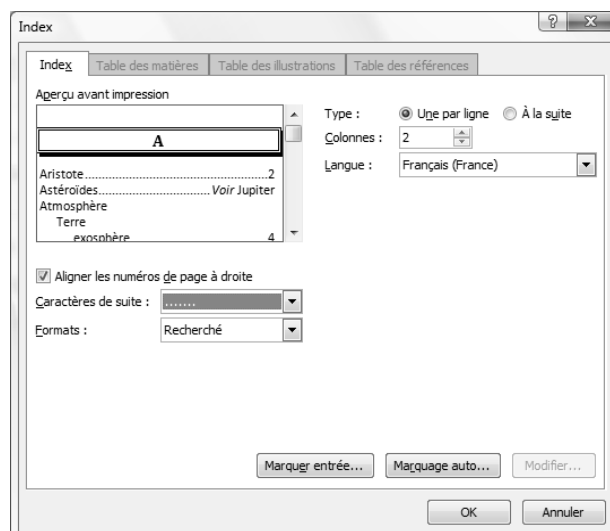 Index
Index Table des matières Table des illustrations Table des références
Aperçu avant impression
A
Aristote.................................................2
Astéroïdes.................................. Voir Jupiter
Atmosphère
Terre
exosphère 4
Type : Une par ligne À la suite
Colonnes : 2
Langue : Français (France)
Aligner les numéros de page à droite
Caractères de suite : .......
Formats : Recherché
Marquer entrée... Marquage auto... Modifier...
OK Annuler